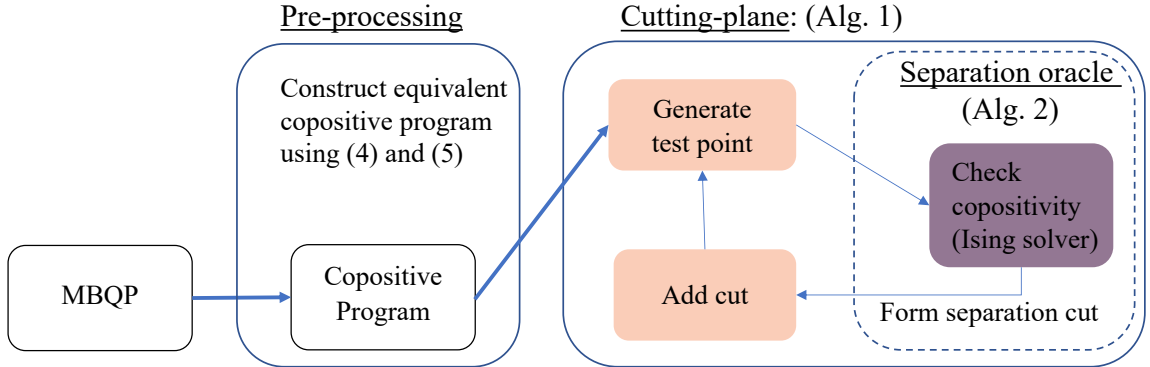 Pre-processing
Construct equivalent
copositive program
using (4) and (5)
MBQP
Copositive
Program
Cutting-plane: (Alg. 1)
Generate
test point
Add cut
Separation oracle
(Alg. 2)
Check
copositivity
(Ising solver)
Form separation cut